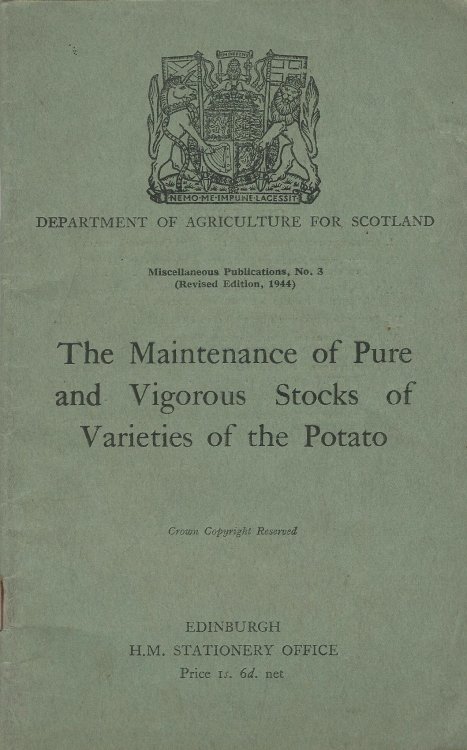 IN DEFENCE
NEMO·ME·IMPUNE·LACESSIT
DEPARTMENT OF AGRICULTURE FOR SCOTLAND
Miscellaneous Publications, No. 3
(Revised Edition, 1944)
The Maintenance of Pure
and Vigorous Stocks of
Varieties of the Potato
Crown Copyright Reserved
EDINBURGH
H.M. STATIONERY OFFICE
Price 1s. 6d. net